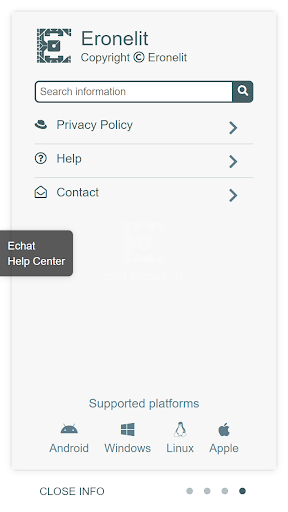 Eronelit
Copyright © Eronelit
Search information
Privacy Policy
Help
Contact
Echat
Help Center
Supported platforms
Android Windows Linux Apple
CLOSE INFO